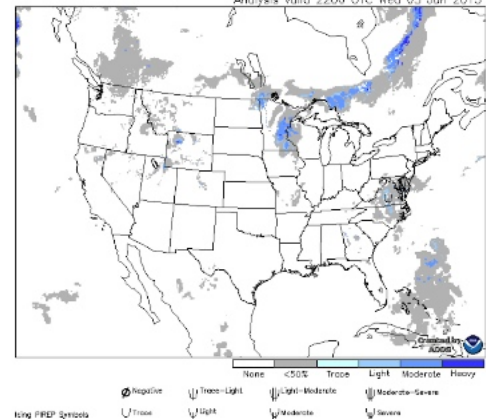 Analysis valid 2200 UTC Wed 03 Jun 2015
Created by
ADDS
None <50% Trace Light Moderate Heavy
Negative Trace-Light Light-Moderate Moderate-Severe
Icing PIREP Symbols Trace Light Moderate Severe